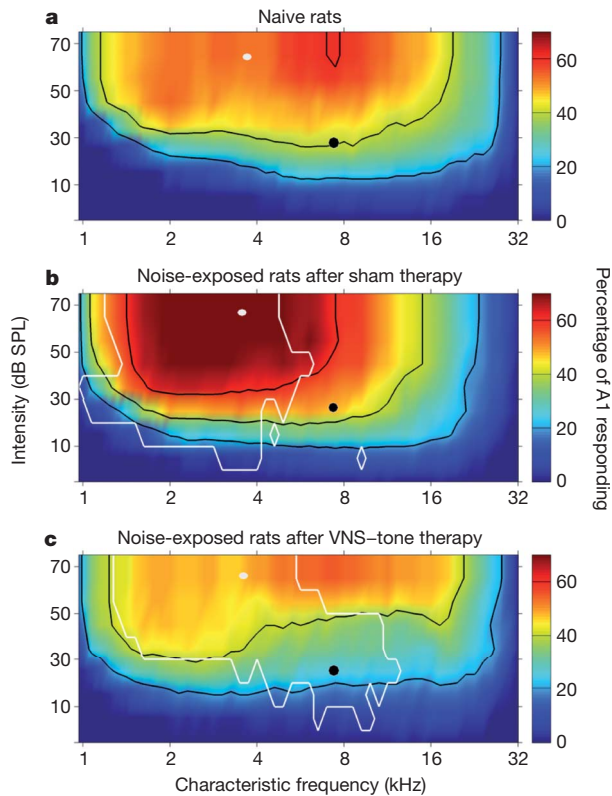 a Naive rats
70
50
30
10
1 2 4 8 16 32
60
40
20
0
b Noise-exposed rats after sham therapy
70
50
30
10
1 2 4 8 16 32
60
40
20
0
Intensity (dB SPL)
Percentage of A1 responding
c Noise-exposed rats after VNS–tone therapy
70
50
30
10
1 2 4 8 16 32
60
40
20
0
Characteristic frequency (kHz)